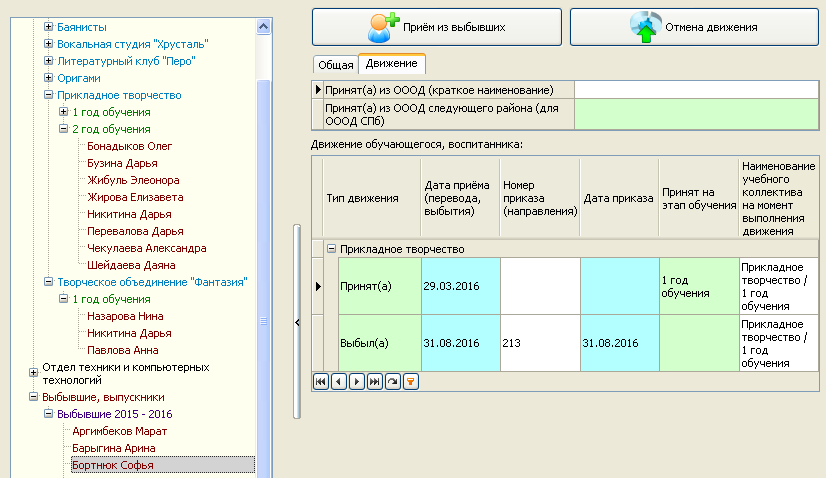 Баянисты
Вокальная студия "Хрусталь"
Литературный клуб "Перо"
Оригами
Прикладное творчество
1 год обучения
2 год обучения
Бонадыков Олег
Бузина Дарья
Жибуль Элеонора
Жирова Елизавета
Никитина Дарья
Перевалова Дарья
Чекулаева Александра
Шейдаева Даяна
Творческое объединение "Фантазия"
1 год обучения
Назарова Нина
Никитина Дарья
Павлова Анна
Отдел техники и компьютерных
технологий
Выбывшие, выпускники
Выбывшие 2015 - 2016
Аргимбеков Марат
Барыгина Арина
Бортнюк Софья
Приём из выбывших
Отмена движения
Общая
Движение
Принят(а) из ОООД (краткое наименование)
Принят(а) из ОООД следующего района (для
ОООД СПб)
Движение обучающегося, воспитанника:
Тип движения
Дата приёма
(перевода,
выбытия)
Номер
приказа
(направления)
Дата приказа
Принят на
этап обучения
Наименование
учебного
коллектива
на момент
выполнения
движения
Прикладное творчество
Принят(а)
29.03.2016
1 год
обучения
Прикладное
творчество /
1 год
обучения
Выбыл(а)
31.08.2016
213
31.08.2016
Прикладное
творчество /
1 год
обучения